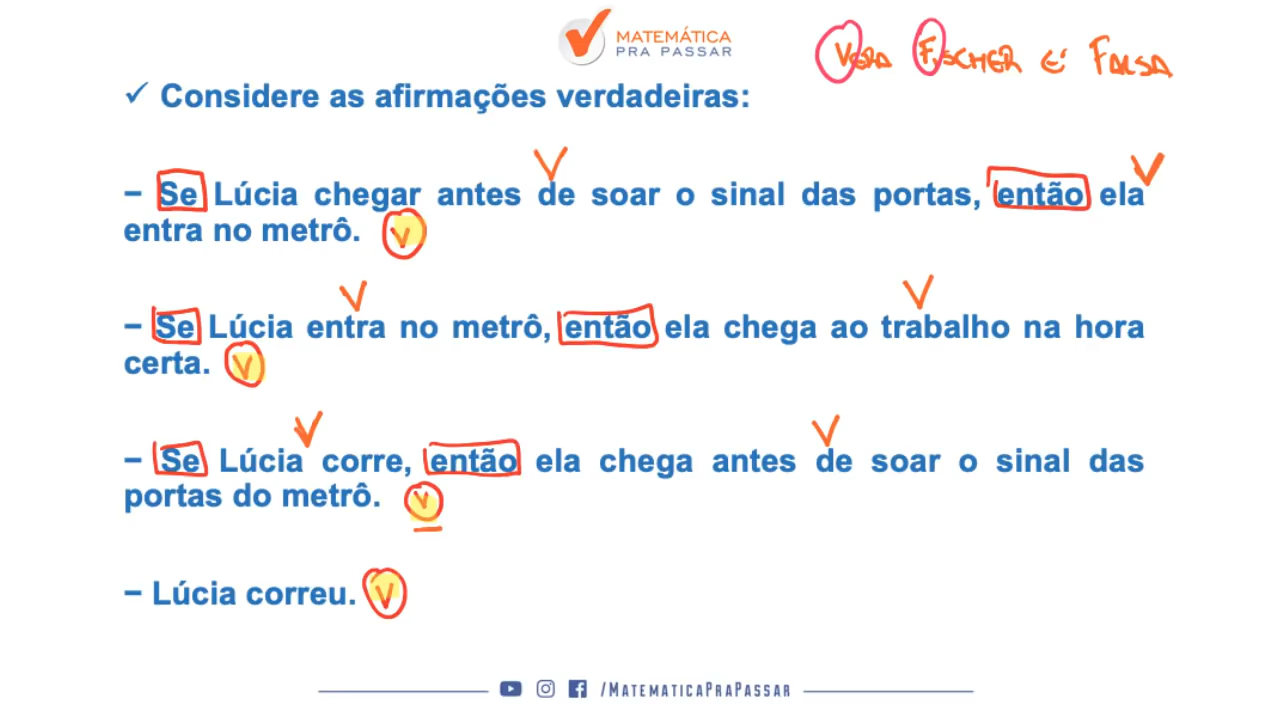 MATEMÁTICA
PRA PASSAR
VERA FISCHER É FALSA
✓ Considere as afirmações verdadeiras:
V
V
− Se Lúcia chegar antes de soar o sinal das portas, então ela
entra no metrô. V
V
V
− Se Lúcia entra no metrô, então ela chega ao trabalho na hora
certa. V
V
V
− Se Lúcia corre, então ela chega antes de soar o sinal das
portas do metrô. V
− Lúcia correu. V
/MATEMATICAPRAPASSAR